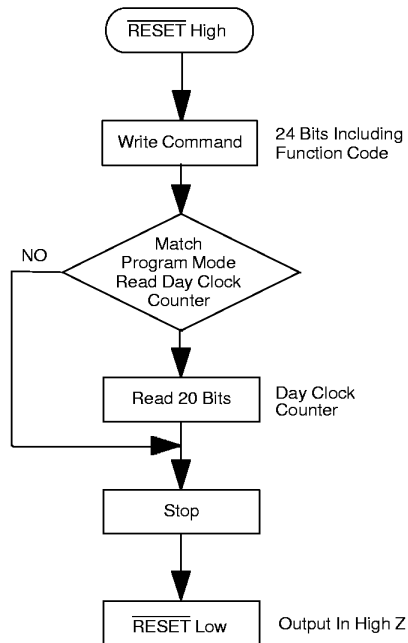 RESET High
Write Command
24 Bits Including
Function Code
Match
Program Mode
Read Day Clock
Counter
NO
Read 20 Bits
Day Clock
Counter
Stop
RESET Low
Output In High Z